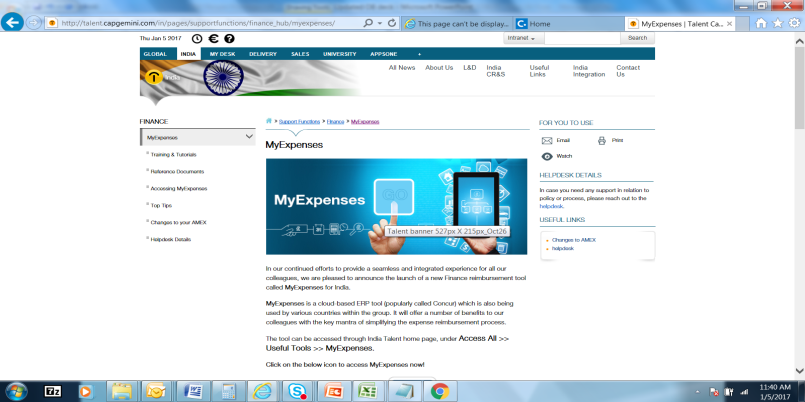 http://talent.capgemini.com/in/pages/supportfunctions/finance_hub/myexpenses/
This page can't be display...
Home
MyExpenses | Talent Ca...
Thu Jan 5 2017
Intranet
Search
GLOBAL INDIA MY DESK DELIVERY SALES UNIVERSITY APPSONE +
India
All News About Us L&D India CR&S Useful Links India Integration Contact Us
FINANCE
MyExpenses
Training & Tutorials
Reference Documents
Accessing MyExpenses
Top Tips
Changes to your AMEX
Helpdesk Details
> Support Functions > Finance > MyExpenses
MyExpenses
MyExpenses
Talent banner 527px X 215px_Oct26
In our continued efforts to provide a seamless and integrated experience for all our
colleagues, we are pleased to announce the launch of a new Finance reimbursement tool
called MyExpenses for India.
MyExpenses is a cloud-based ERP tool (popularly called Concur) which is also being
used by various countries within the group. It will offer a number of benefits to our
colleagues with the key mantra of simplifying the expense reimbursement process.
The tool can be accessed through India Talent home page, under Access All >>
Useful Tools >> MyExpenses.
Click on the below icon to access MyExpenses now!
FOR YOU TO USE
Email Print
Watch
HELPDESK DETAILS
In case you need any support in relation to
policy or process, please reach out to the
helpdesk.
USEFUL LINKS
Changes to AMEX
helpdesk
11:40 AM
1/5/2017